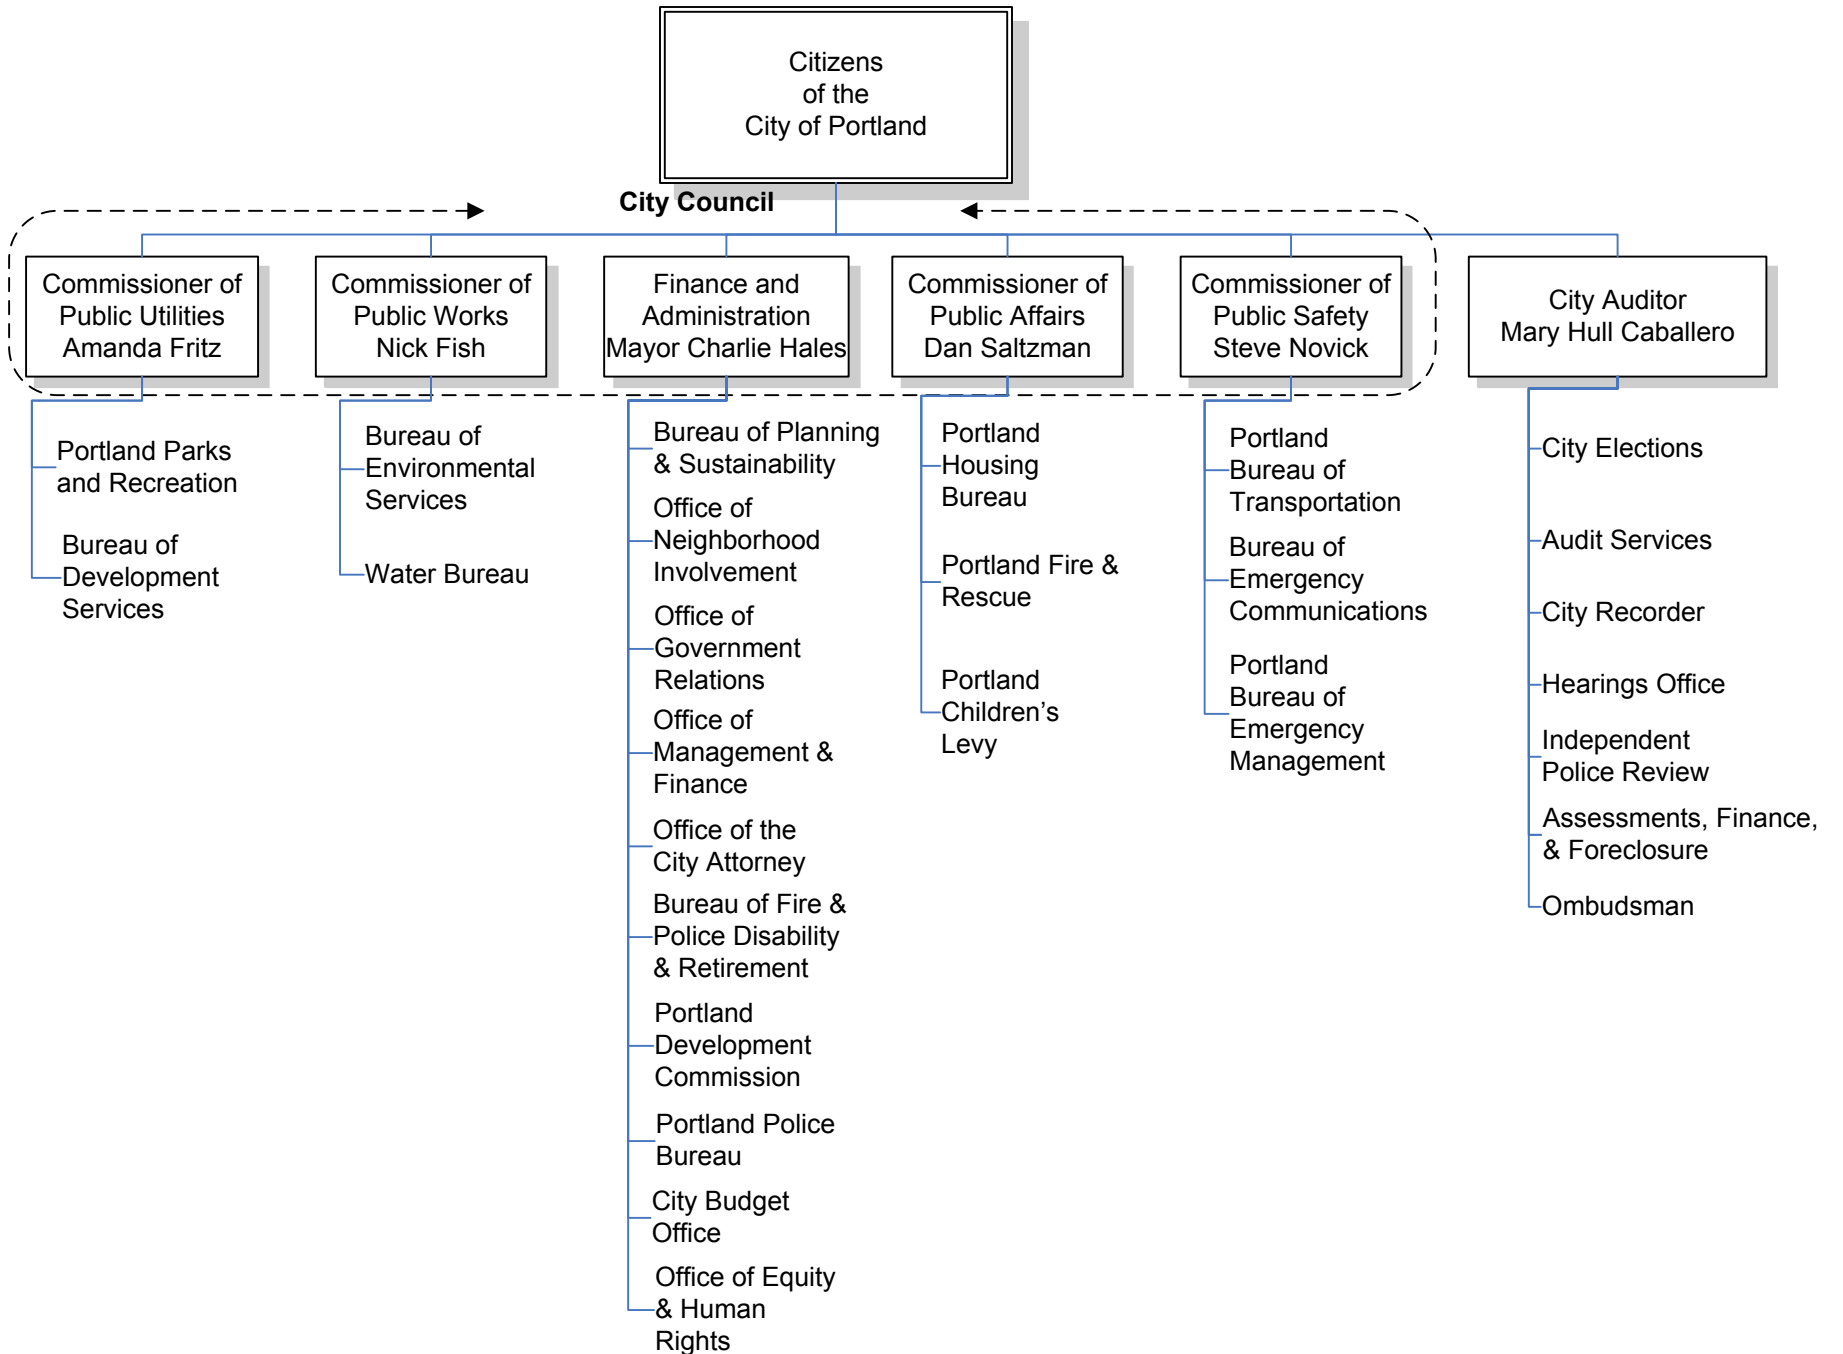 Citizens
of the
City of Portland
City Council
Commissioner of
Public Utilities
Amanda Fritz
Commissioner of
Public Works
Nick Fish
Finance and
Administration
Mayor Charlie Hales
Commissioner of
Public Affairs
Dan Saltzman
Commissioner of
Public Safety
Steve Novick
City Auditor
Mary Hull Caballero
Portland Parks
and Recreation
Bureau of
Development
Services
Bureau of
Environmental
Services
Water Bureau
Bureau of Planning
& Sustainability
Office of
Neighborhood
Involvement
Office of
Government
Relations
Office of
Management &
Finance
Office of the
City Attorney
Bureau of Fire &
Police Disability
& Retirement
Portland
Development
Commission
Portland Police
Bureau
City Budget
Office
Office of Equity
& Human
Rights
Portland
Housing
Bureau
Portland Fire &
Rescue
Portland
Children’s
Levy
Portland
Bureau of
Transportation
Bureau of
Emergency
Communications
Portland
Bureau of
Emergency
Management
City Elections
Audit Services
City Recorder
Hearings Office
Independent
Police Review
Assessments, Finance,
& Foreclosure
Ombudsman